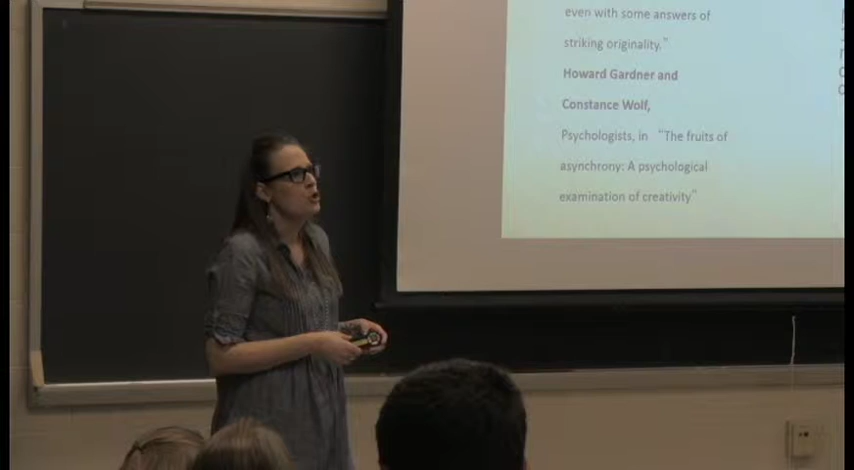 even with some answers of
striking originality.”
Howard Gardner and
Constance Wolf,
Psychologists, in “The fruits of
asynchrony: A psychological
examination of creativity”